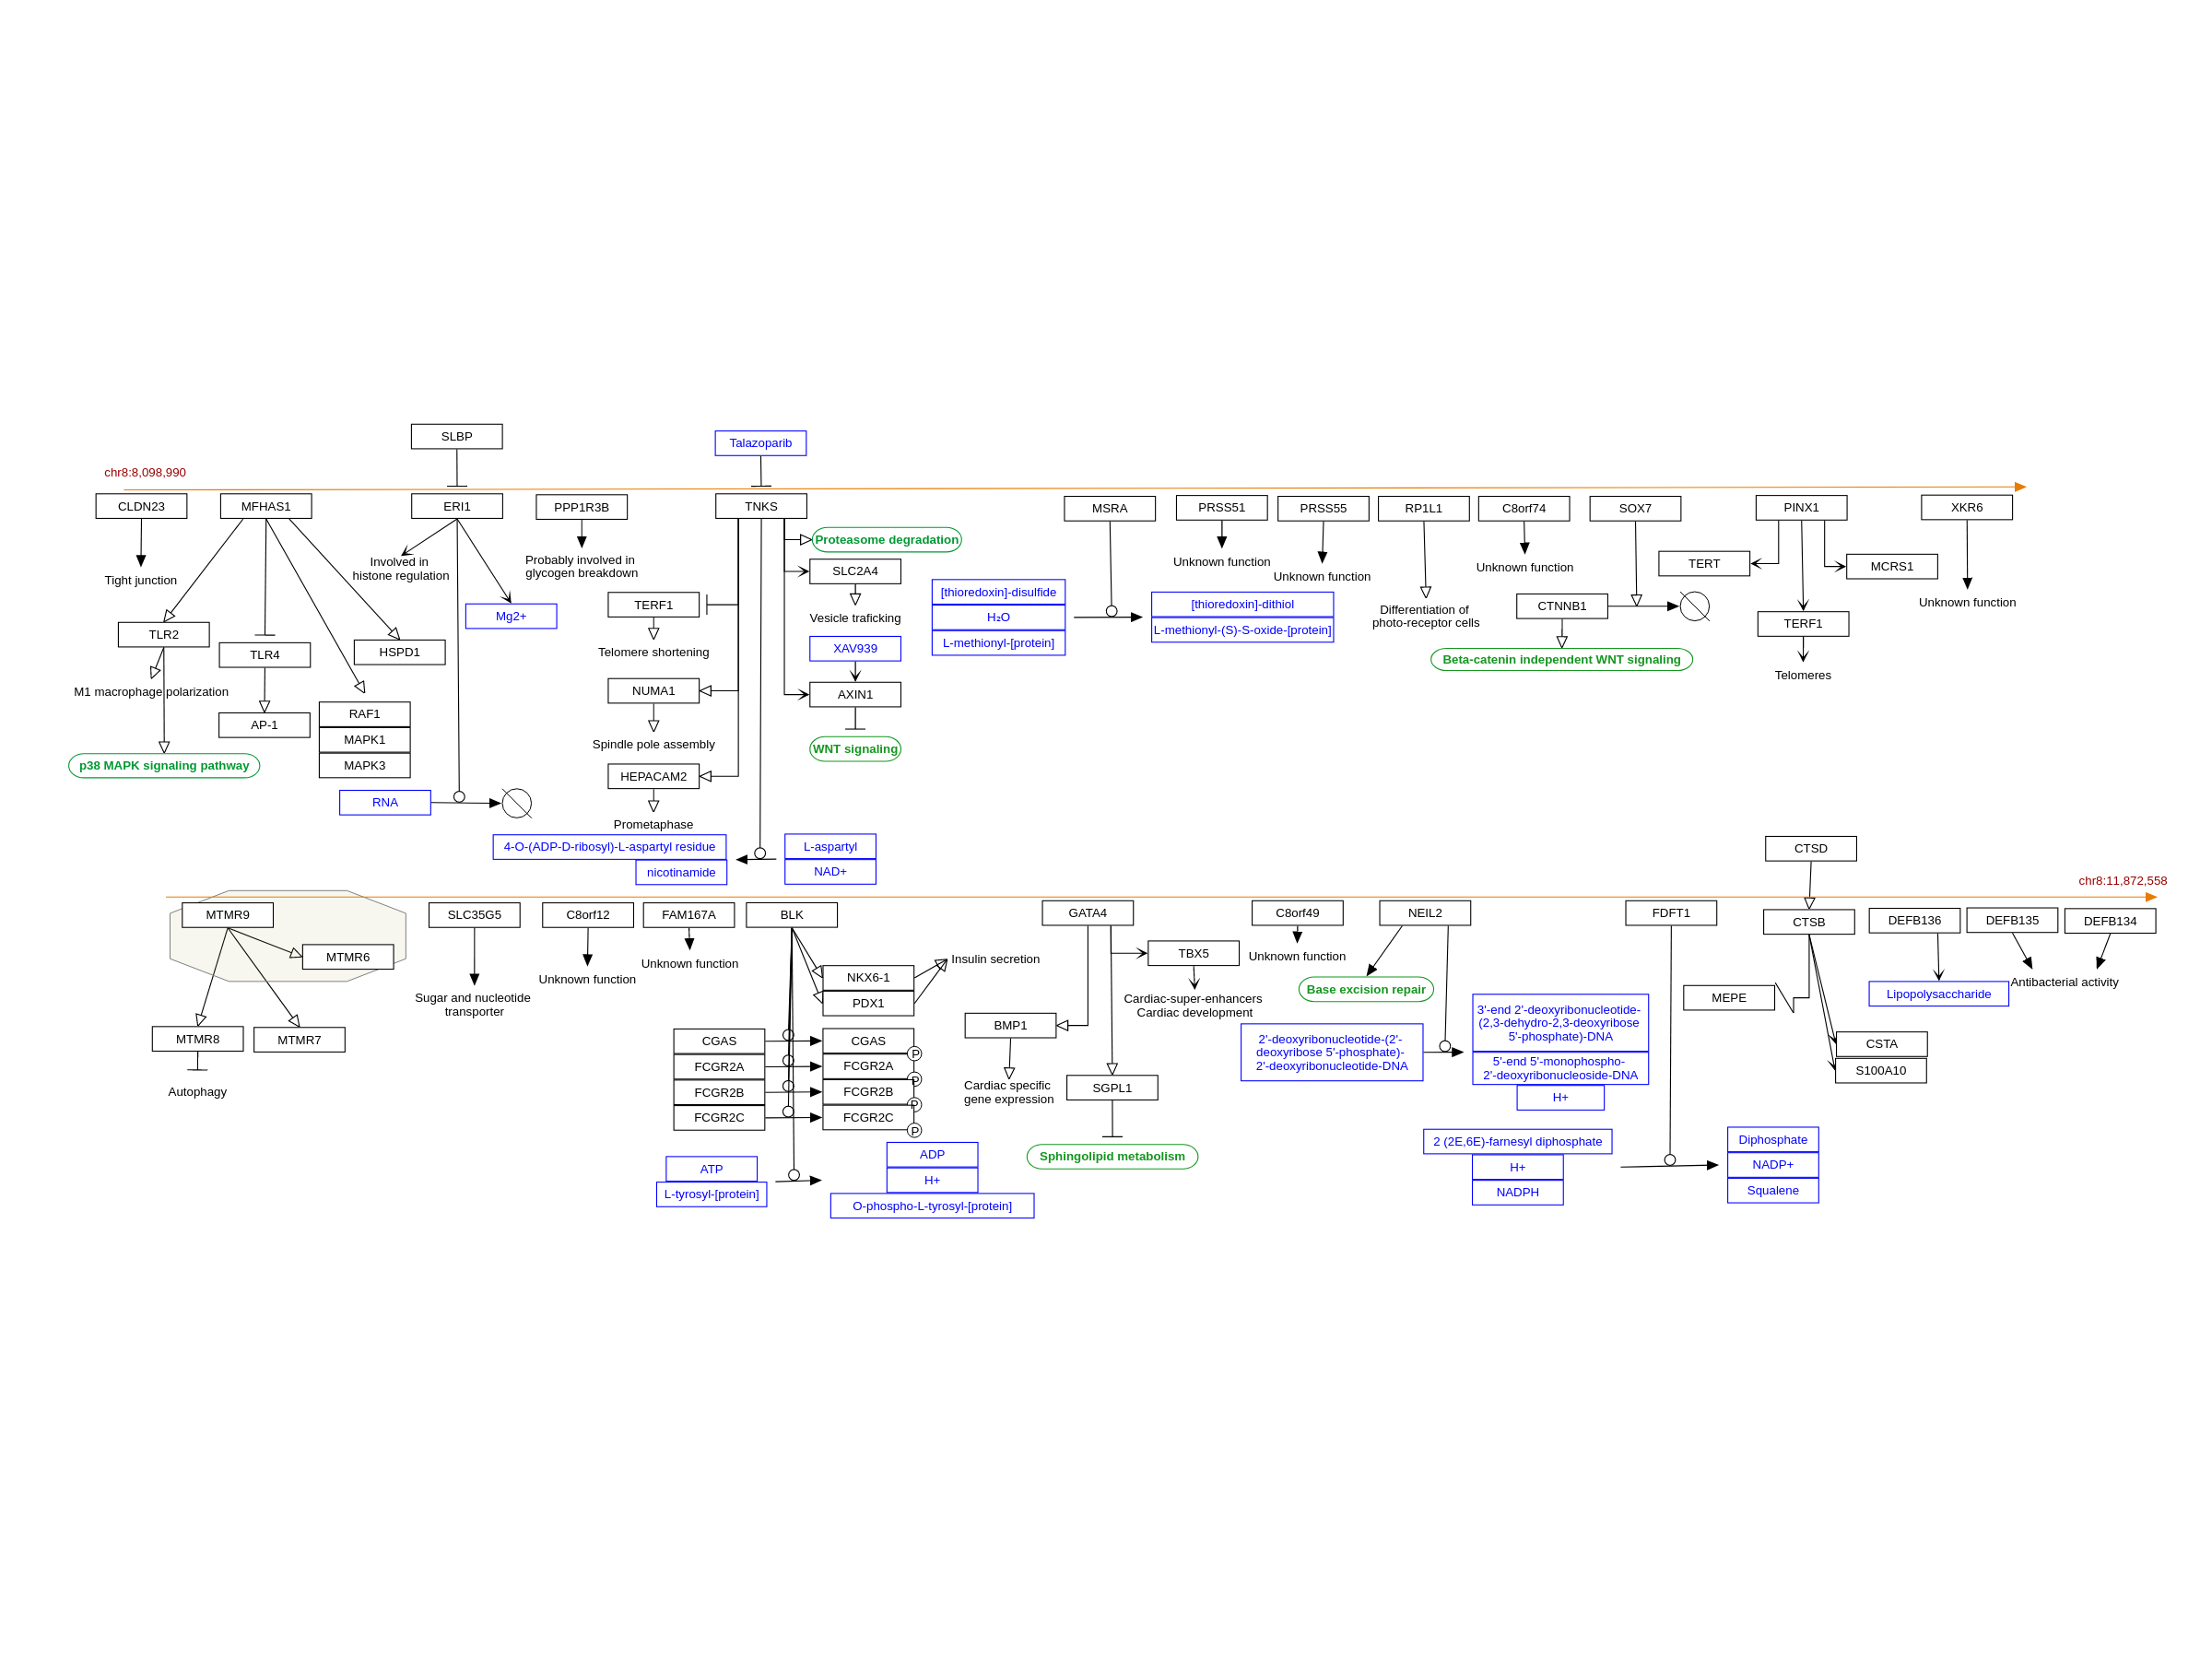 SLBP
Talazoparib
chr8:8,098,990
CLDN23
MFHAS1
ERI1
PPP1R3B
TNKS
MSRA
PRSS51
PRSS55
RP1L1
C8orf74
SOX7
PINX1
XKR6
Tight junction
Involved in
histone regulation
Probably involved in
glycogen breakdown
Proteasome degradation
SLC2A4
Vesicle traficking
Unknown function
Unknown function
Unknown function
TERT
MCRS1
Unknown function
Mg2+
TERF1
Telomere shortening
[thioredoxin]-disulfide
H₂O
L-methionyl-[protein]
[thioredoxin]-dithiol
L-methionyl-(S)-S-oxide-[protein]
Differentiation of
photo-receptor cells
CTNNB1
Beta-catenin independent WNT signaling
TERF1
Telomeres
TLR2
TLR4
HSPD1
M1 macrophage polarization
AP-1
RAF1
MAPK1
MAPK3
p38 MAPK signaling pathway
RNA
XAV939
AXIN1
WNT signaling
NUMA1
Spindle pole assembly
HEPACAM2
Prometaphase
4-O-(ADP-D-ribosyl)-L-aspartyl residue
nicotinamide
L-aspartyl
NAD+
CTSD
chr8:11,872,558
MTMR9
MTMR6
SLC35G5
C8orf12
FAM167A
BLK
GATA4
C8orf49
NEIL2
FDFT1
CTSB
DEFB136
DEFB135
DEFB134
Sugar and nucleotide
transporter
Unknown function
Unknown function
NKX6-1
PDX1
Insulin secretion
TBX5
Cardiac-super-enhancers
Cardiac development
Unknown function
Base excision repair
MEPE
Lipopolysaccharide
Antibacterial activity
MTMR8
MTMR7
Autophagy
CGAS
FCGR2A
FCGR2B
FCGR2C
CGAS
P
FCGR2A
P
FCGR2B
P
FCGR2C
P
BMP1
Cardiac specific
gene expression
SGPL1
Sphingolipid metabolism
2'-deoxyribonucleotide-(2'-
deoxyribose 5'-phosphate)-
2'-deoxyribonucleotide-DNA
3'-end 2'-deoxyribonucleotide-
(2,3-dehydro-2,3-deoxyribose
5'-phosphate)-DNA
5'-end 5'-monophospho-
2'-deoxyribonucleoside-DNA
H+
CSTA
S100A10
ATP
L-tyrosyl-[protein]
ADP
H+
O-phospho-L-tyrosyl-[protein]
2 (2E,6E)-farnesyl diphosphate
H+
NADPH
Diphosphate
NADP+
Squalene